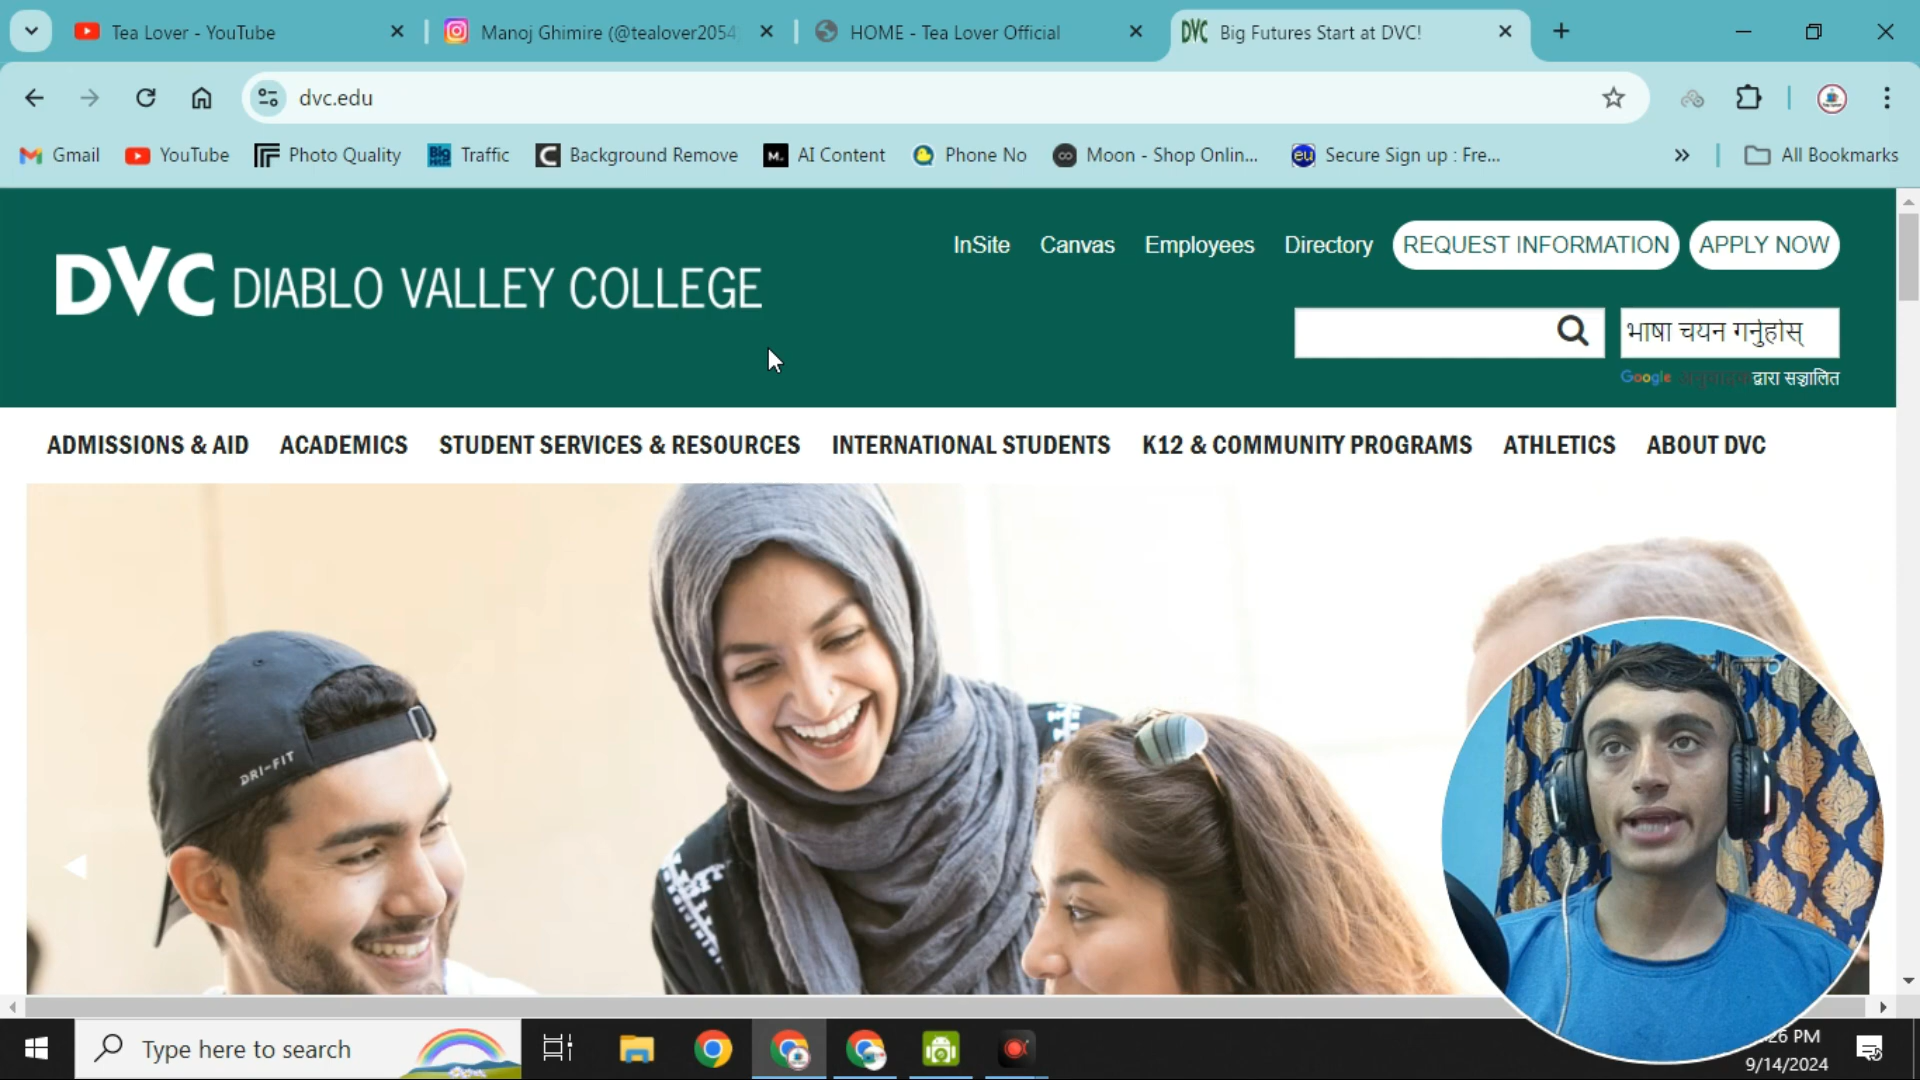 Tea Lover - YouTube
Manoj Ghimire (@tealover2054
HOME - Tea Lover Official
DVC Big Futures Start at DVC!
dvc.edu
Gmail
YouTube
Photo Quality
Traffic
Background Remove
AI Content
Phone No
Moon - Shop Onlin...
eu Secure Sign up : Fre...
All Bookmarks
InSite
Canvas
Employees
Directory
REQUEST INFORMATION
APPLY NOW
DVC DIABLO VALLEY COLLEGE
भाषा चयन गर्नुहोस्
Google अनुवादक द्वारा सञ्चालित
ADMISSIONS & AID
ACADEMICS
STUDENT SERVICES & RESOURCES
INTERNATIONAL STUDENTS
K12 & COMMUNITY PROGRAMS
ATHLETICS
ABOUT DVC
DRI-FIT
Type here to search
26 PM
9/14/2024